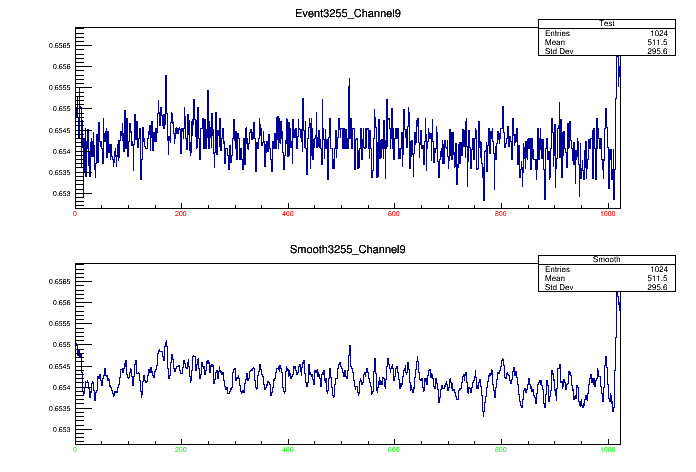 Event3255_Channel9
Test
Entries 1024
Mean 511.5
Std Dev 295.6
0.6565
0.656
0.6555
0.655
0.6545
0.654
0.6535
0.653
0 200 400 600 800 1000
Smooth3255_Channel9
Smooth
Entries 1024
Mean 511.5
Std Dev 295.6
0.6565
0.656
0.6555
0.655
0.6545
0.654
0.6535
0.653
0 200 400 600 800 1000